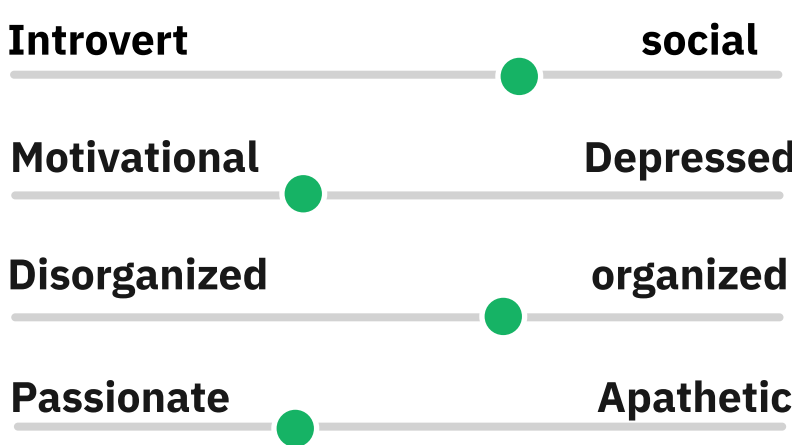 Introvert social
Motivational Depressed
Disorganized organized
Passionate Apathetic